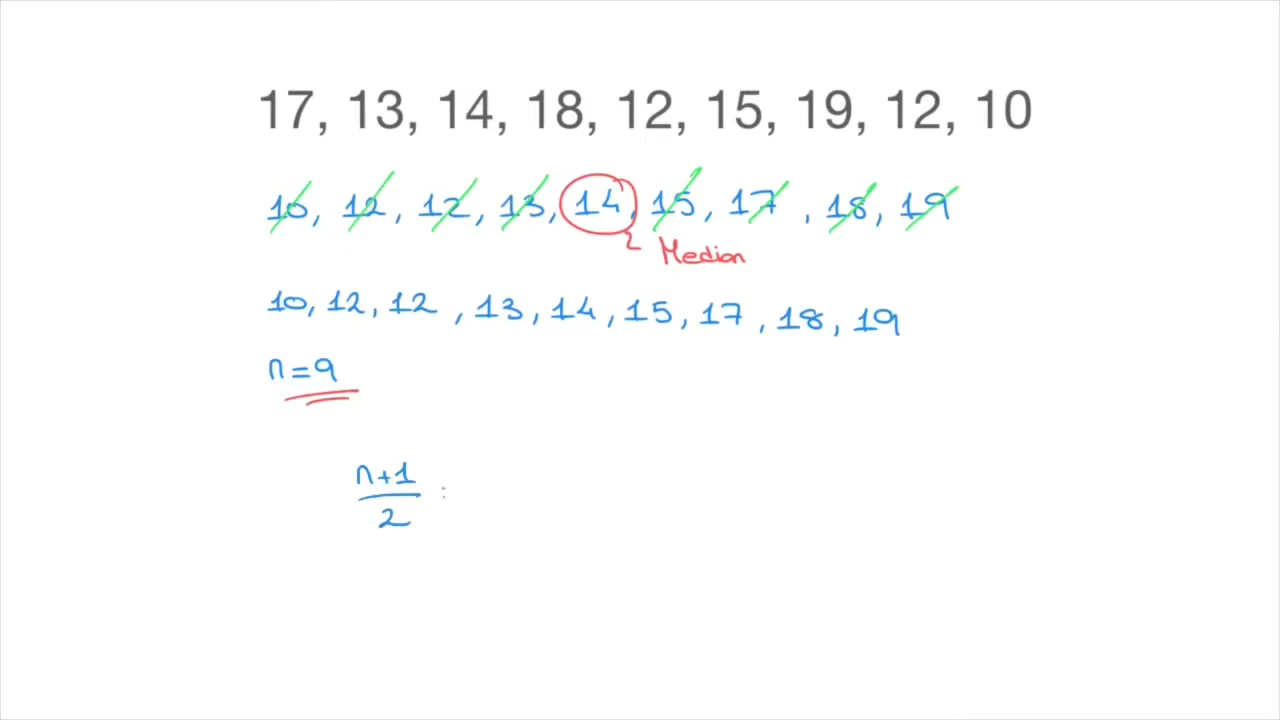 17, 13, 14, 18, 12, 15, 19, 12, 10
10, 12, 12, 13, 14, 15, 17, 18, 19
Median
10, 12, 12, 13, 14, 15, 17, 18, 19
n=9
n+1
2